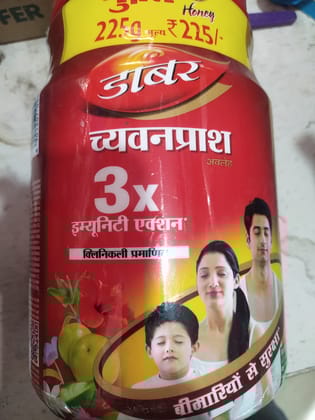 Honey
225g मूल्य ₹225/-
डाबर
च्यवनप्राश
अवलेह
3x
इम्यूनिटी एक्शन*
क्लिनिकली प्रमाणित
बीमारियों से सुरक्षा